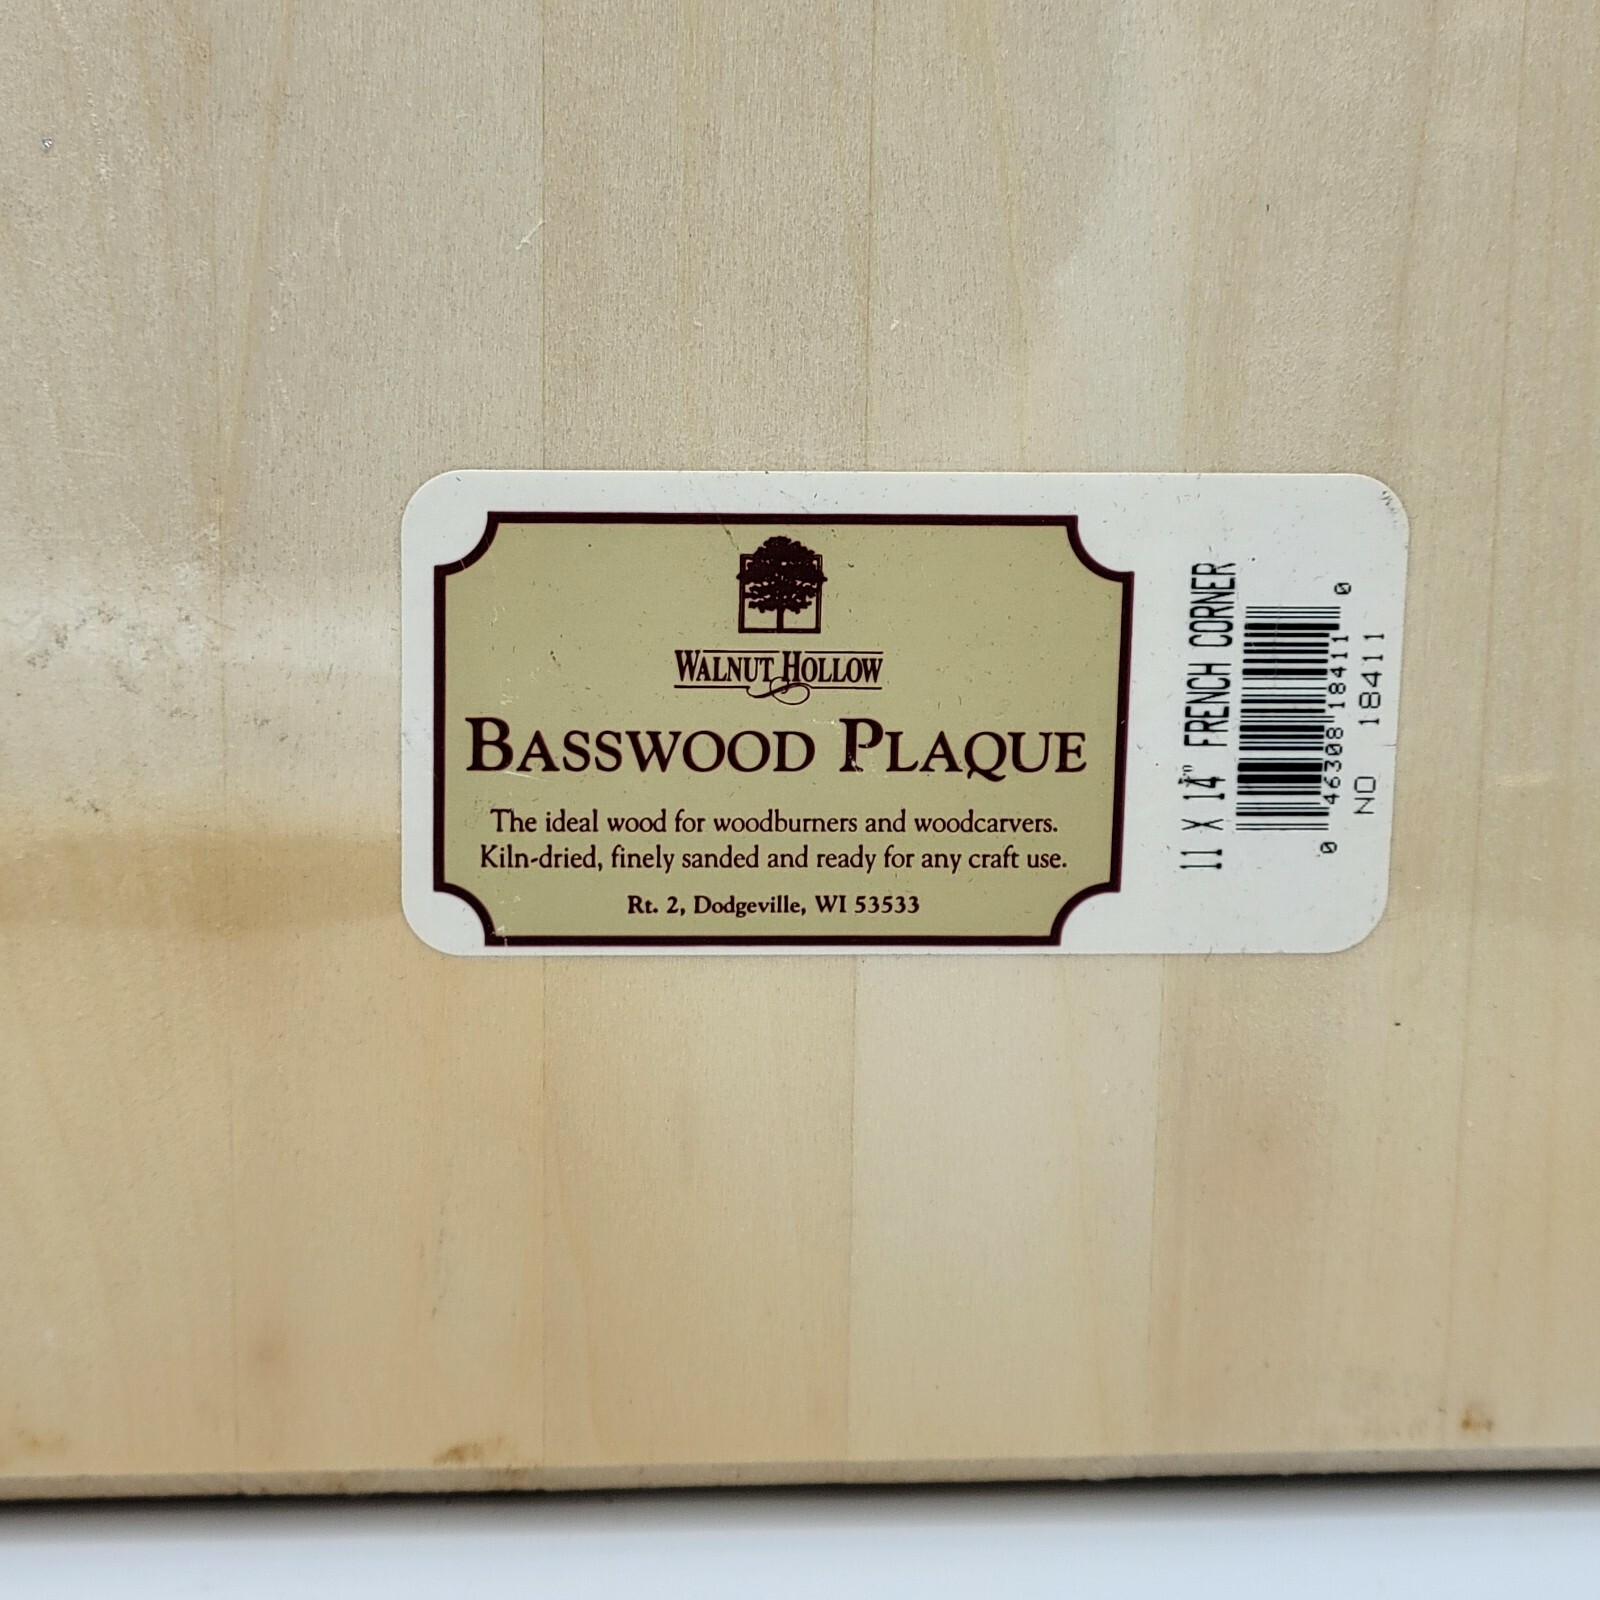 WALNUT HOLLOW
BASSWOOD PLAQUE
The ideal wood for woodburners and woodcarvers.
Kiln-dried, finely sanded and ready for any craft use.
Rt. 2, Dodgeville, WI 53533
11 X 14" FRENCH CORNER
0 46308 18411 0
NO 18411